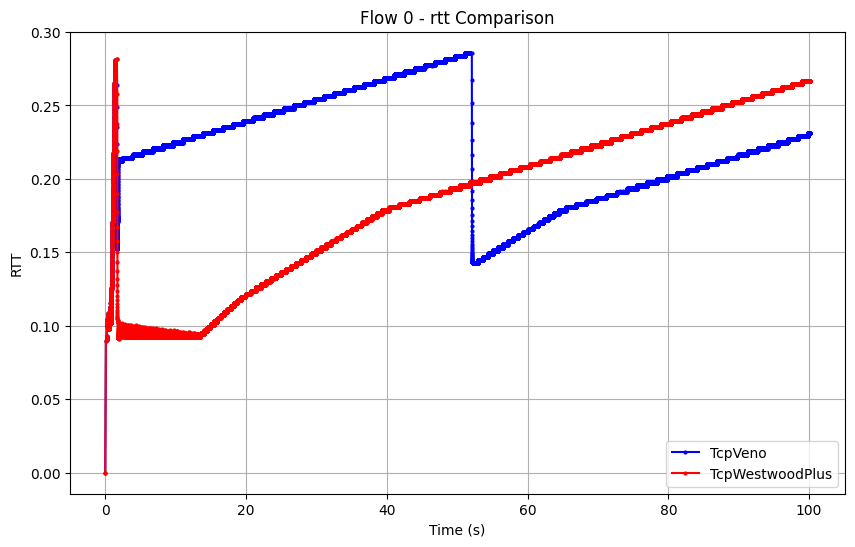 Flow 0 - rtt Comparison
0.30
0.25
0.20
0.15
0.10
0.05
0.00
RTT
0 20 40 60 80 100
Time (s)
TcpVeno
TcpWestwoodPlus